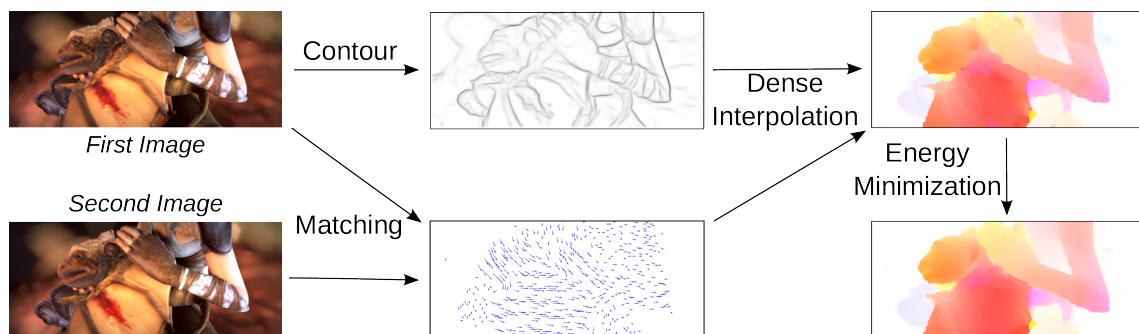 Contour
First Image
Dense
Interpolation
Energy
Minimization
Second Image
Matching